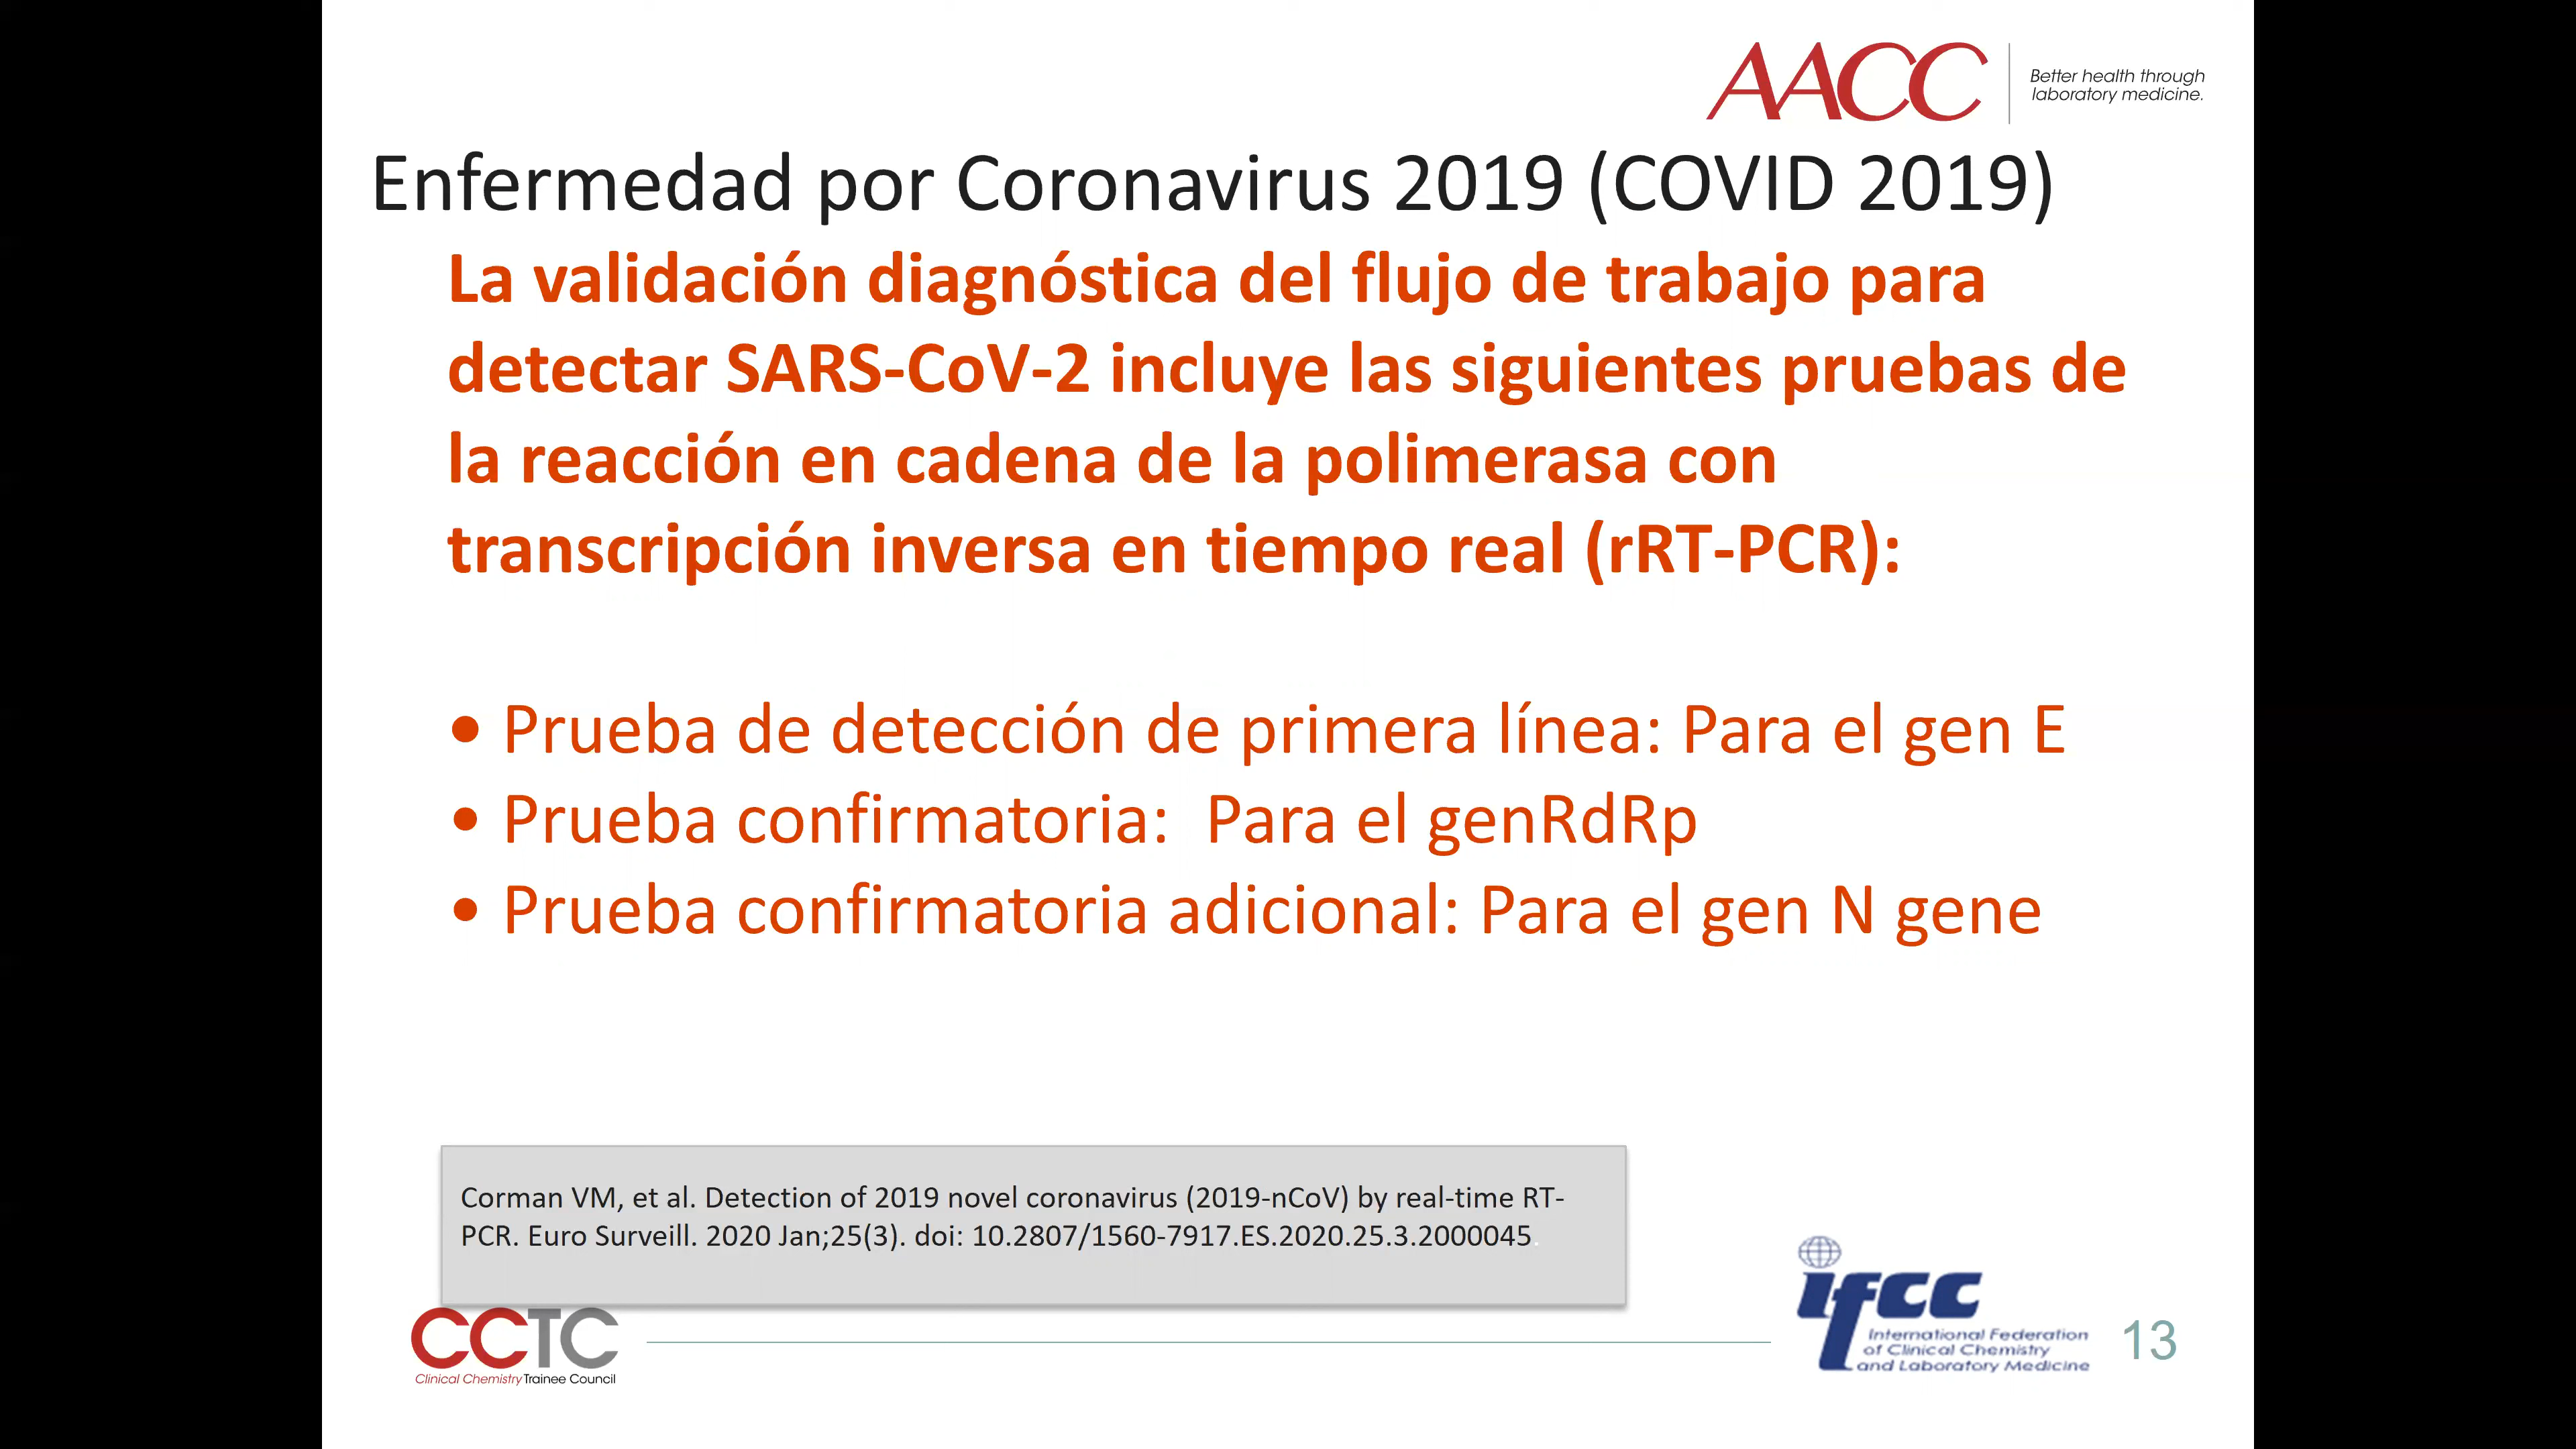 AACC
Better health through
laboratory medicine.
Enfermedad por Coronavirus 2019 (COVID 2019)
La validación diagnóstica del flujo de trabajo para
detectar SARS-CoV-2 incluye las siguientes pruebas de
la reacción en cadena de la polimerasa con
transcripción inversa en tiempo real (rRT-PCR):
• Prueba de detección de primera línea: Para el gen E
• Prueba confirmatoria:  Para el genRdRp
• Prueba confirmatoria adicional: Para el gen N gene
Corman VM, et al. Detection of 2019 novel coronavirus (2019-nCoV) by real-time RT-
PCR. Euro Surveill. 2020 Jan;25(3). doi: 10.2807/1560-7917.ES.2020.25.3.2000045.
CCTC
Clinical Chemistry Trainee Council
ifcc
International Federation
of Clinical Chemistry
and Laboratory Medicine
13